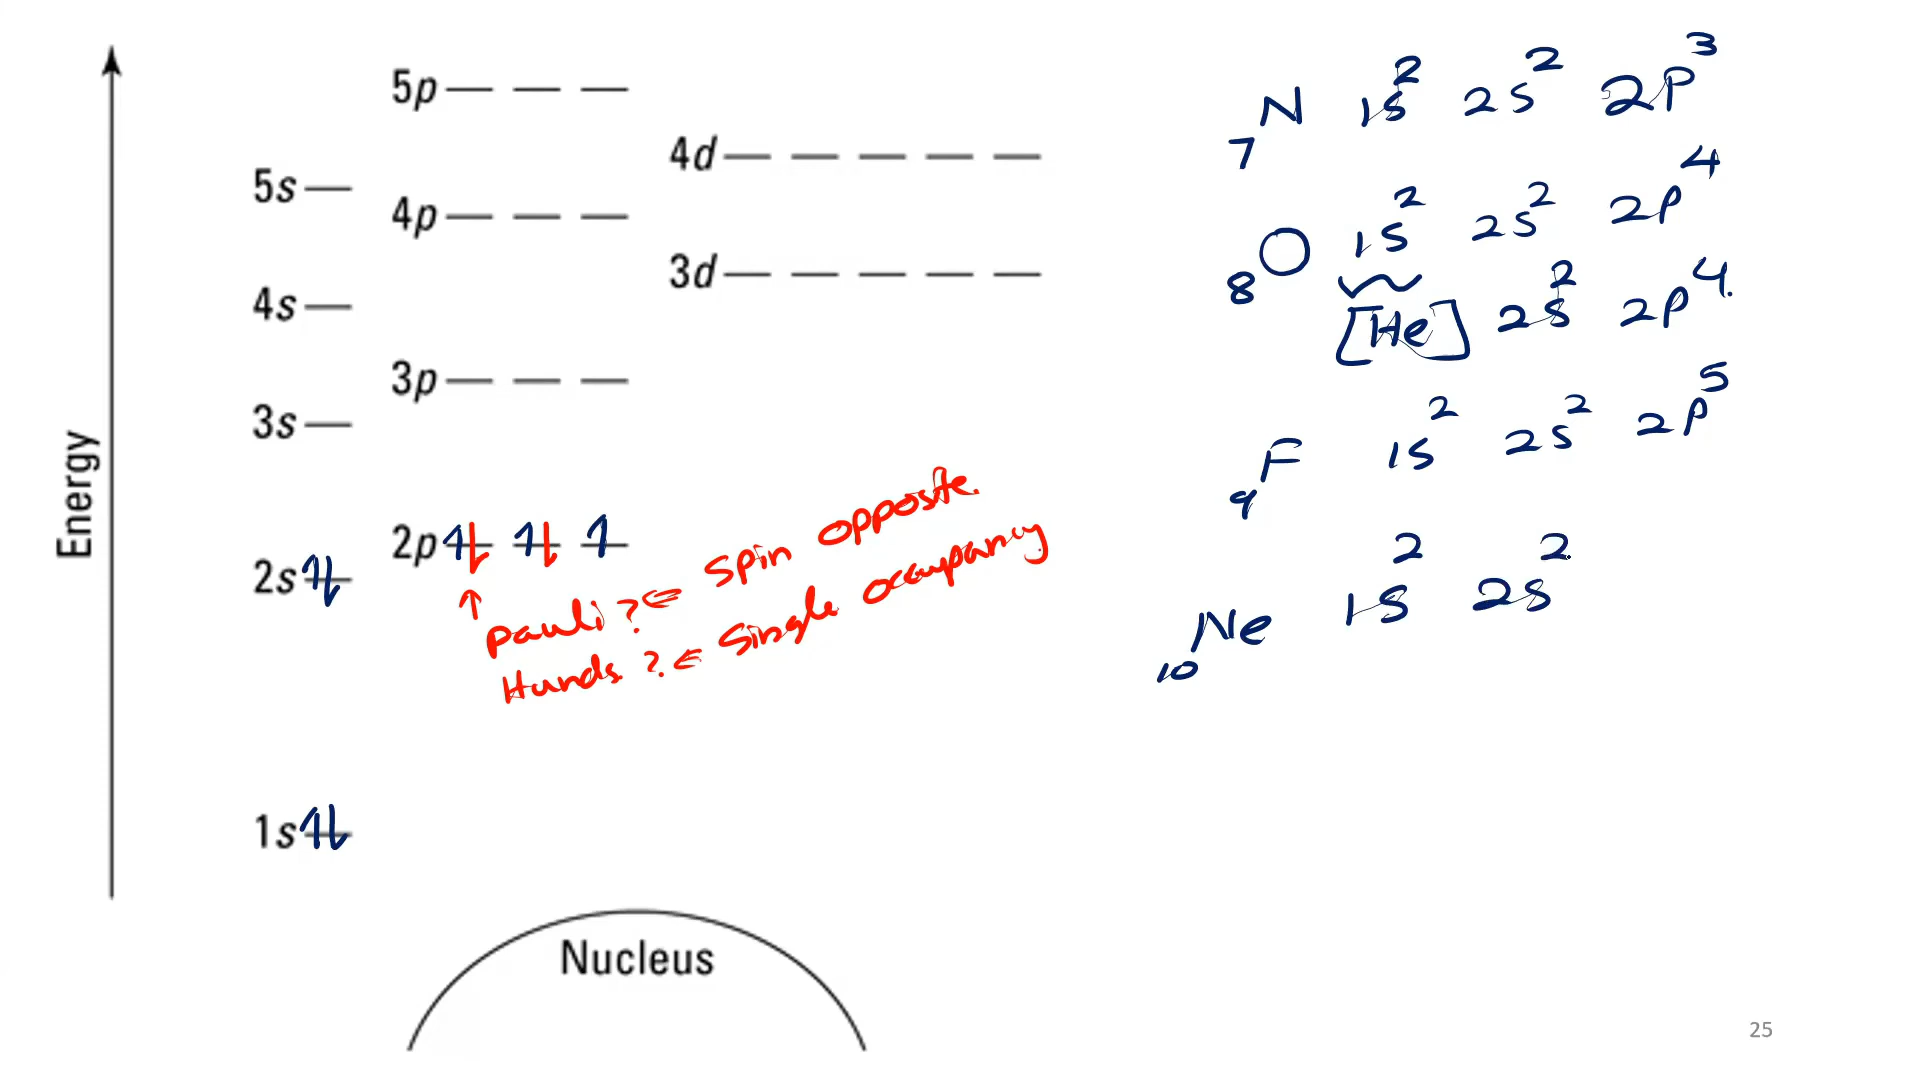 Energy
5p
4d
5s
4p
3d
4s
3p
3s
2p
2s
1s
Nucleus
Pauli? ⇐ Spin opposite.
Hunds? ⇐ Single occupancy
₇N 1s² 2s² 2p³
₈O 1s² 2s² 2p⁴
[He] 2s² 2p⁴.
₉F 1s² 2s² 2p⁵
₁₀Ne 1s² 2s²
25